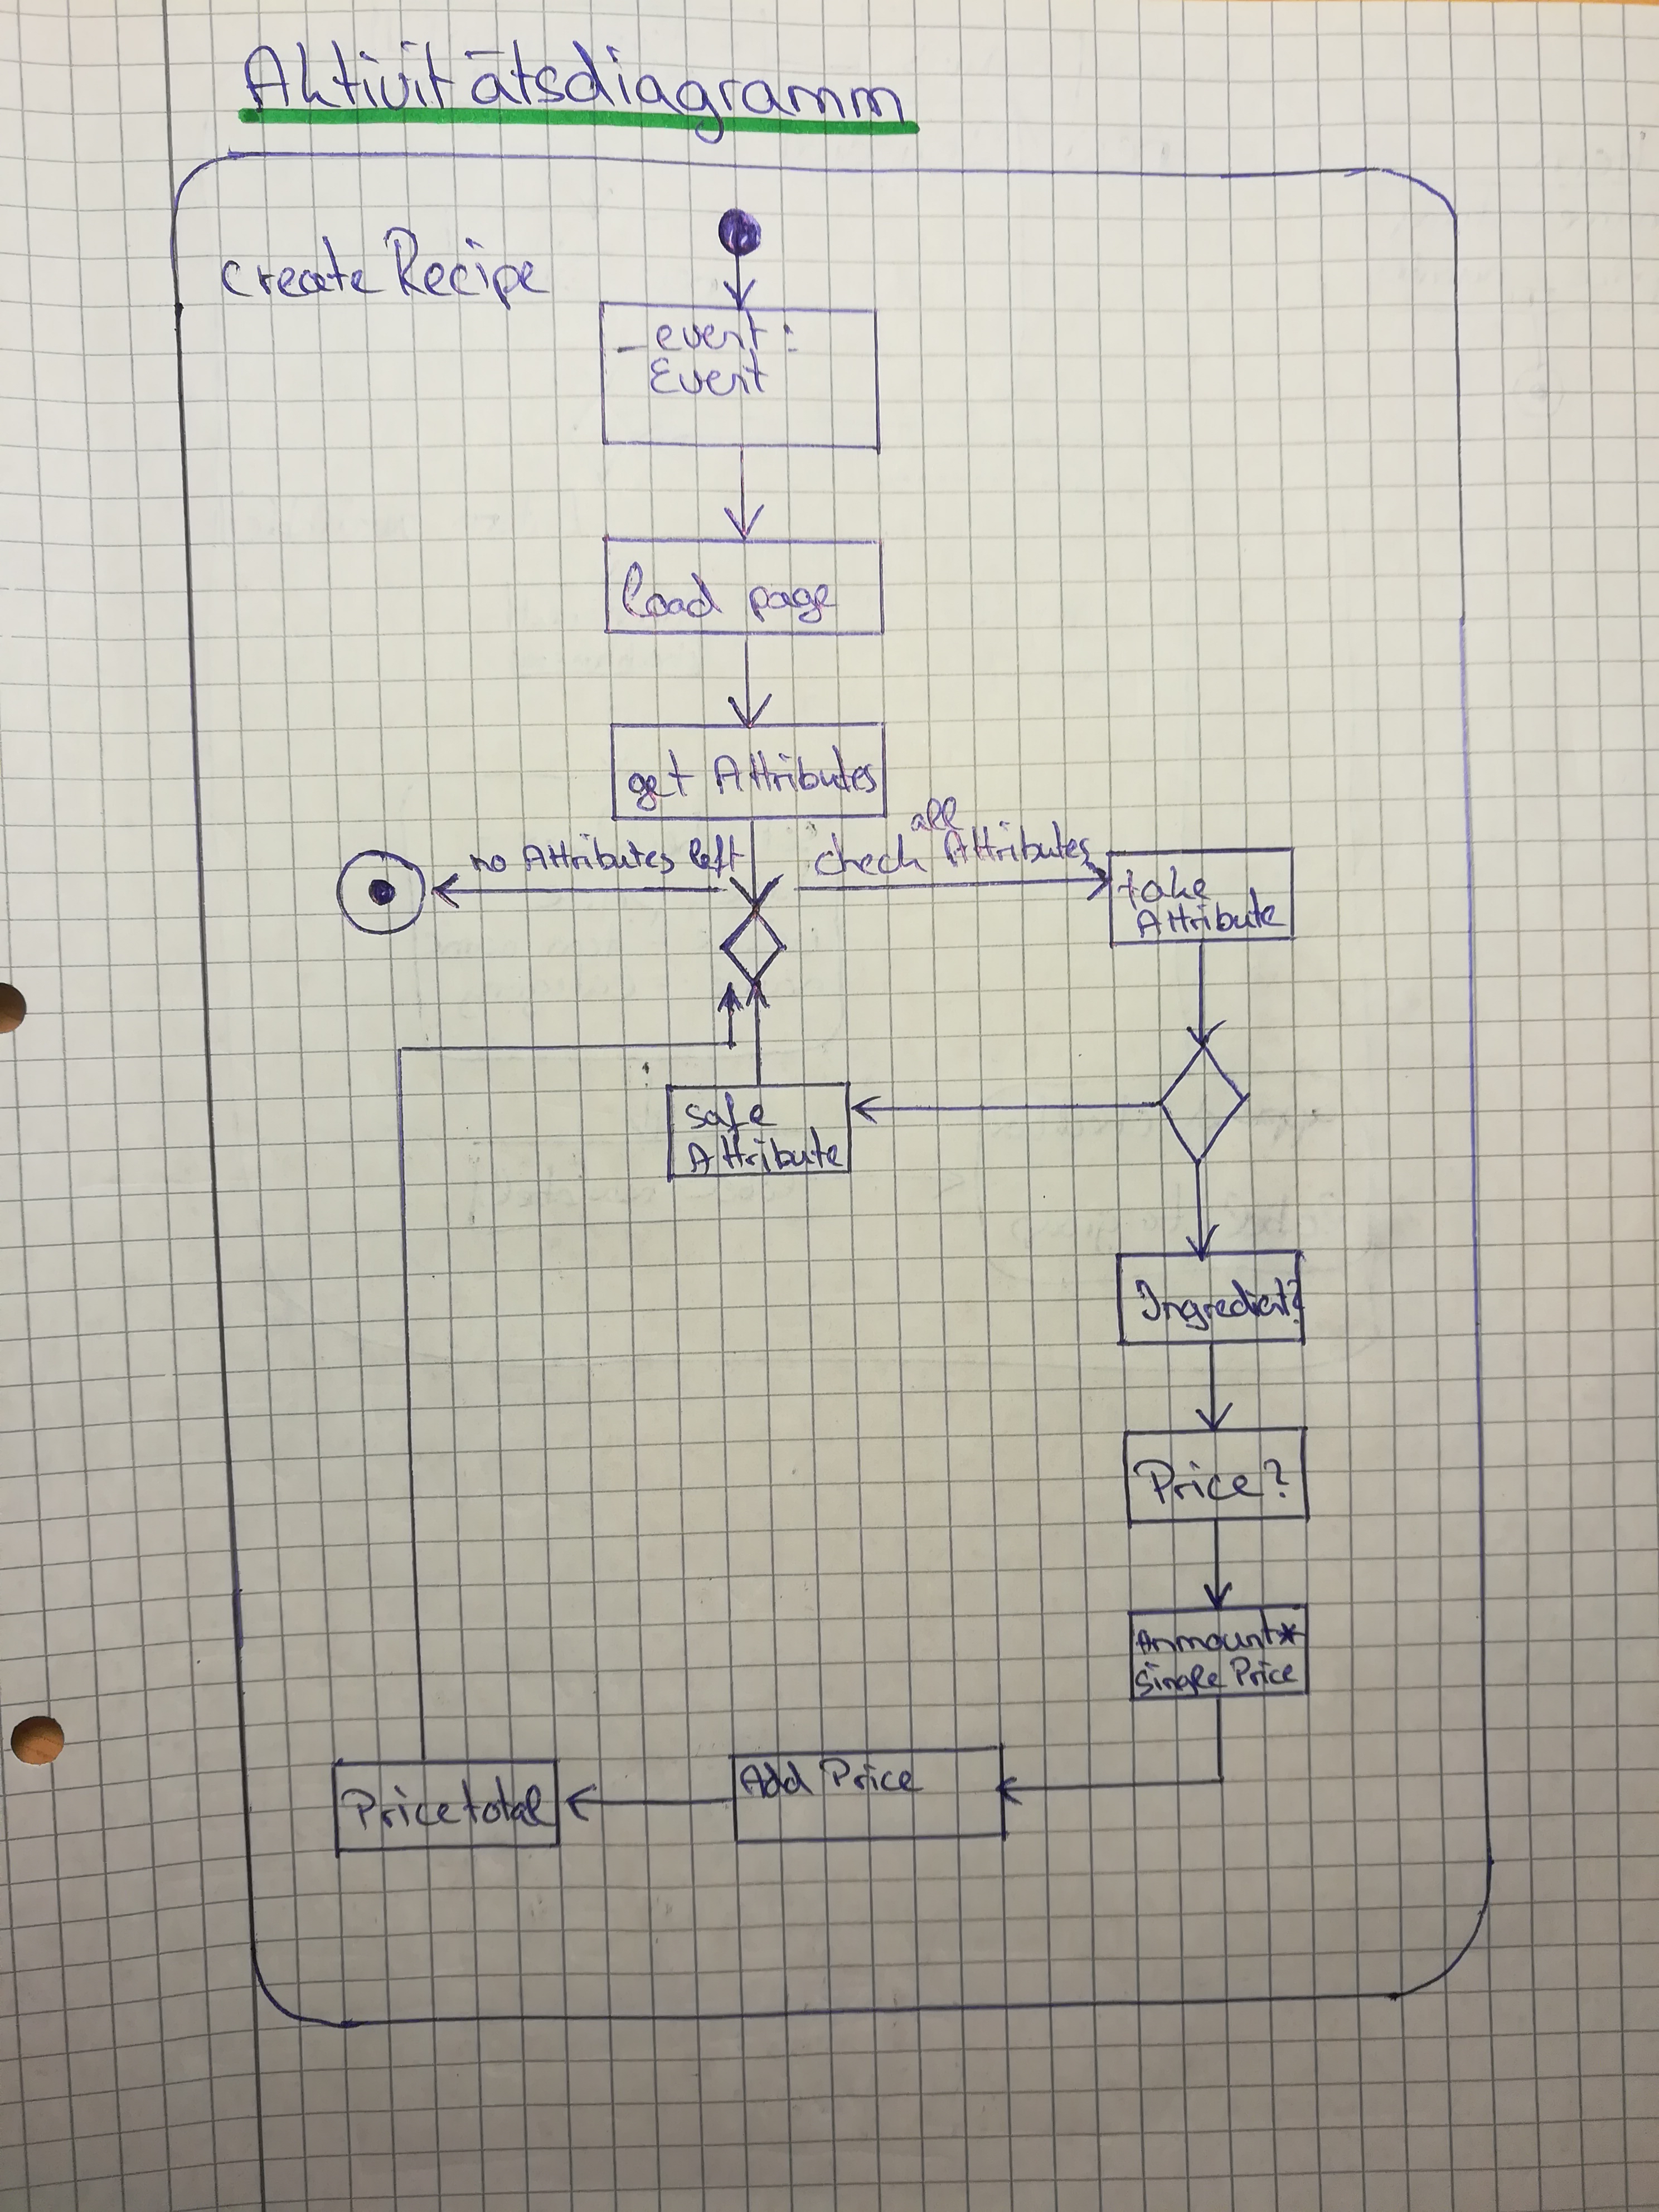 Aktivitätsdiagramm
create Recipe
_event:
Event
load page
get Attributes
no Attributes left
all
check Attributes
take
Attribute
safe
Attribute
Ingredient?
Price?
Anmount*
single Price
Add Price
Pricetotal